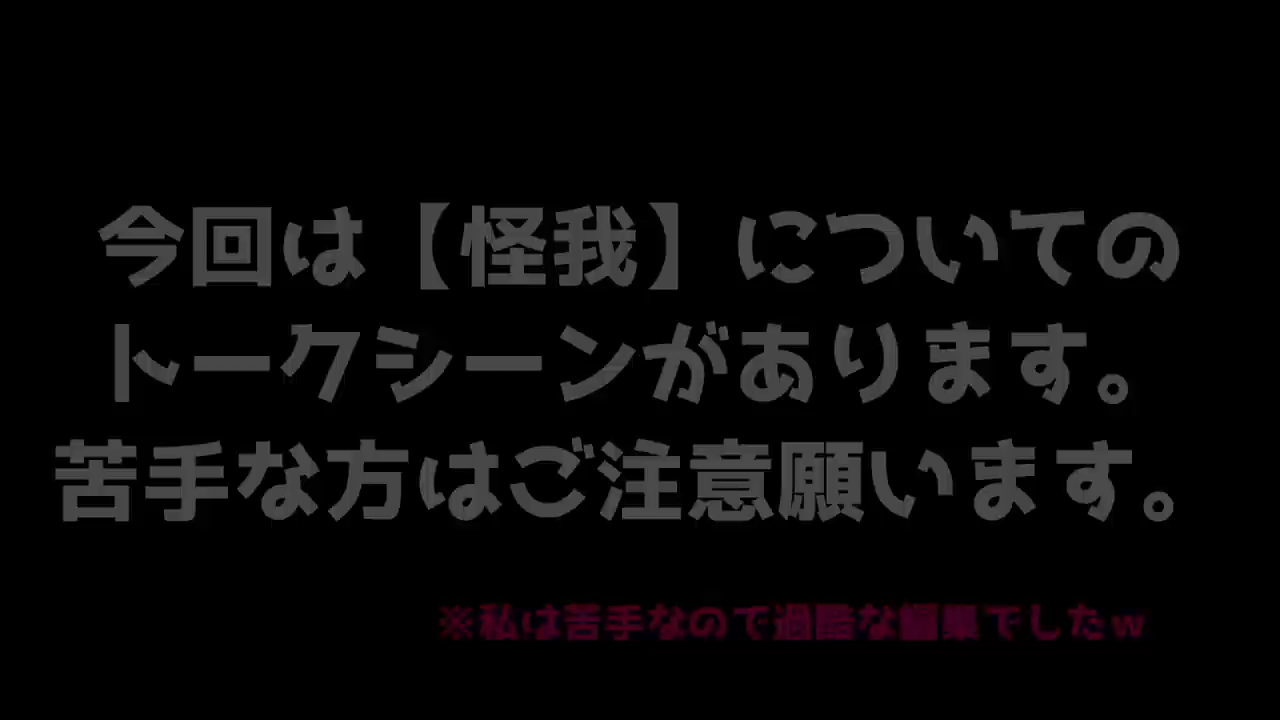 今回は【怪我】についての
トークシーンがあります。
苦手な方はご注意願います。
※私は苦手なので過酷な編集でしたw